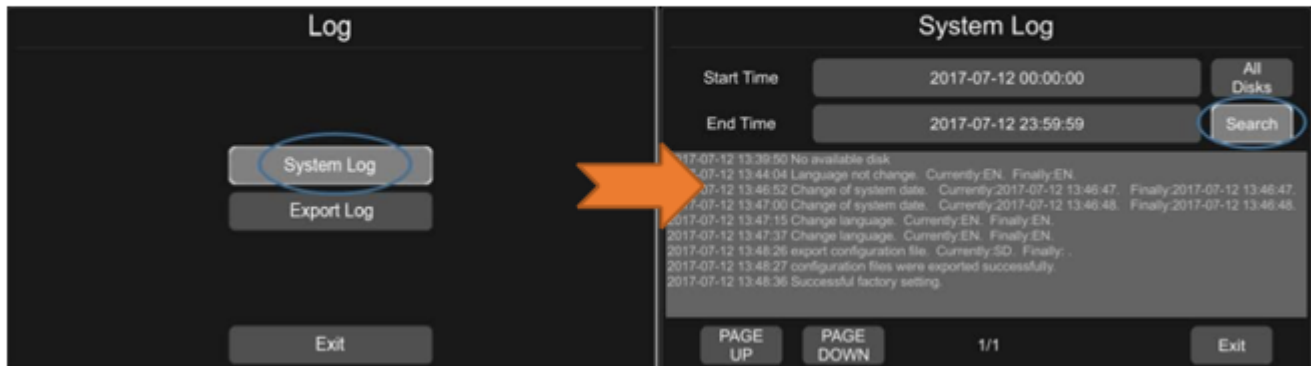 Log
System Log
Export Log
Exit
System Log
Start Time
2017-07-12 00:00:00
All
Disks
End Time
2017-07-12 23:59:59
Search
2017-07-12 13:39:50 No available disk
-07-12 13:44:04 Language not change. Currently:EN. Finally:EN.
07-12 13:46:52 Change of system date. Currently:2017-07-12 13:46:47. Finally:2017-07-12 13:46:47.
-07-12 13:47:00 Change of system date. Currently:2017-07-12 13:46:48. Finally:2017-07-12 13:46:48.
2017-07-12 13:47:15 Change language. Currently:EN. Finally:EN.
2017-07-12 13:47:37 Change language. Currently:EN. Finally:EN.
2017-07-12 13:48:26 export configuration file. Currently:SD. Finally: .
2017-07-12 13:48:27 configuration files were exported successfully.
2017-07-12 13:48:36 Successful factory setting.
PAGE
UP
PAGE
DOWN
1/1
Exit